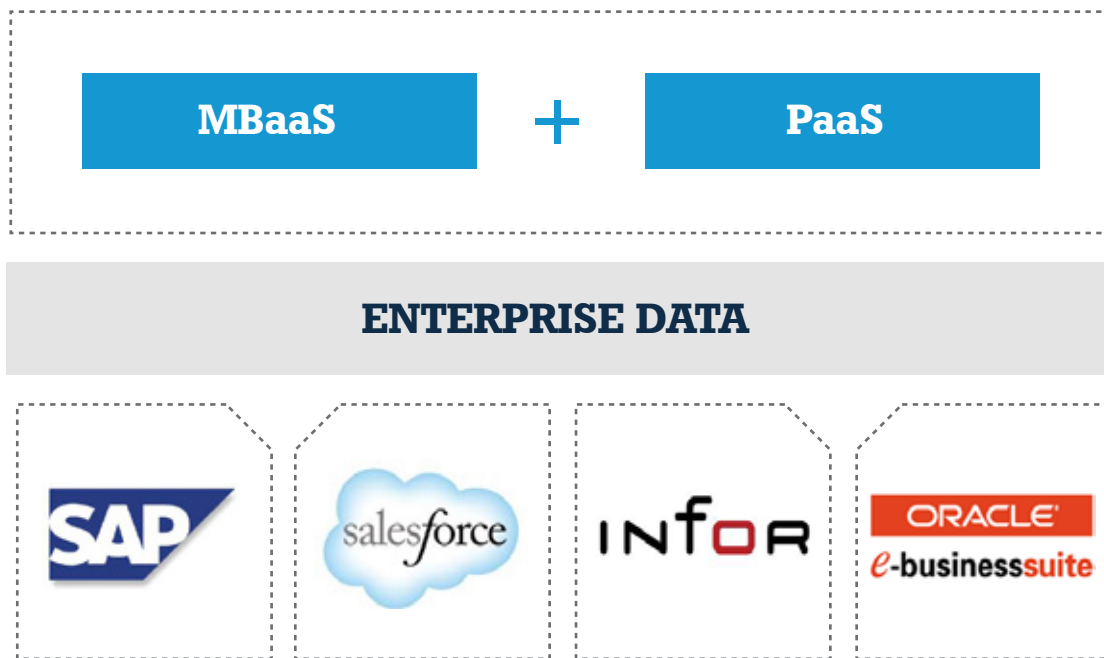 MBaaS + PaaS
ENTERPRISE DATA
SAP
salesforce
INfOR
ORACLE'
e-businesssuite